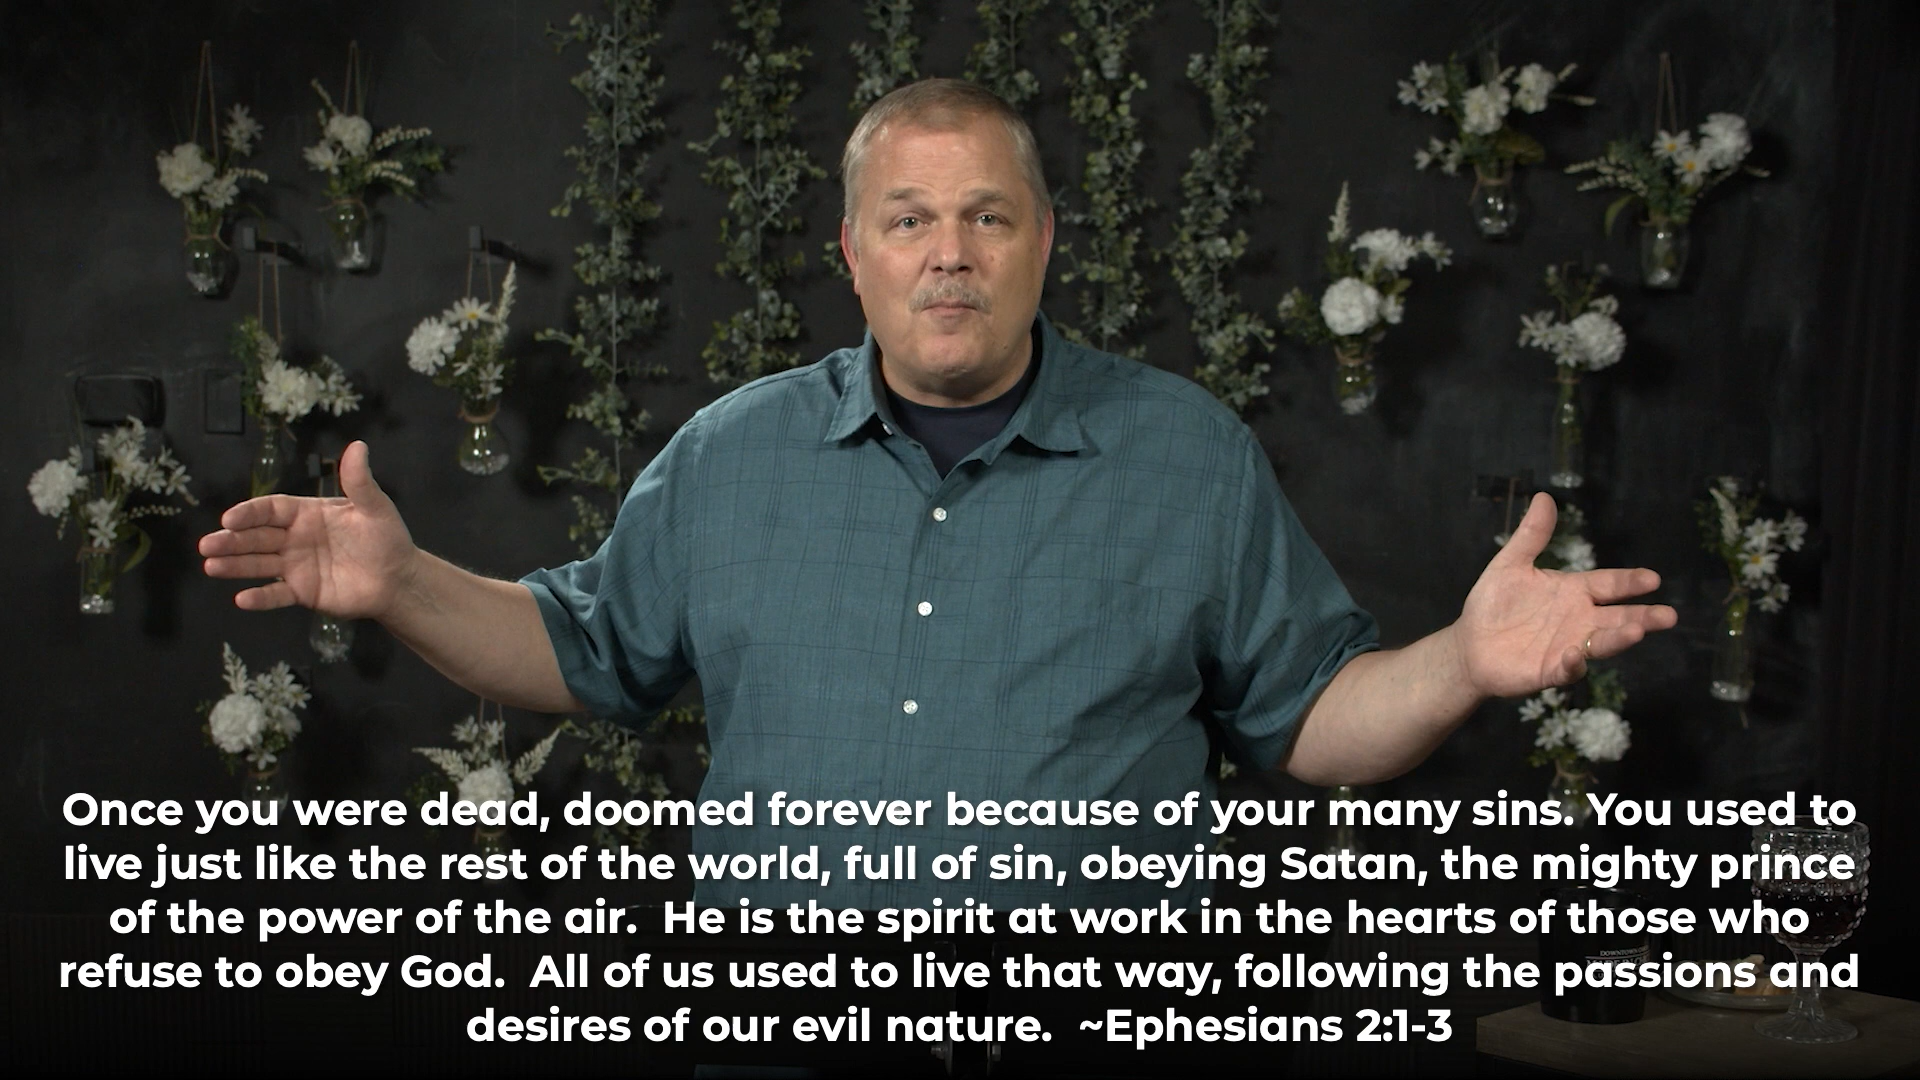 Once you were dead, doomed forever because of your many sins. You used to
live just like the rest of the world, full of sin, obeying Satan, the mighty prince
of the power of the air.  He is the spirit at work in the hearts of those who
refuse to obey God.  All of us used to live that way, following the passions and
desires of our evil nature.  ~Ephesians 2:1-3